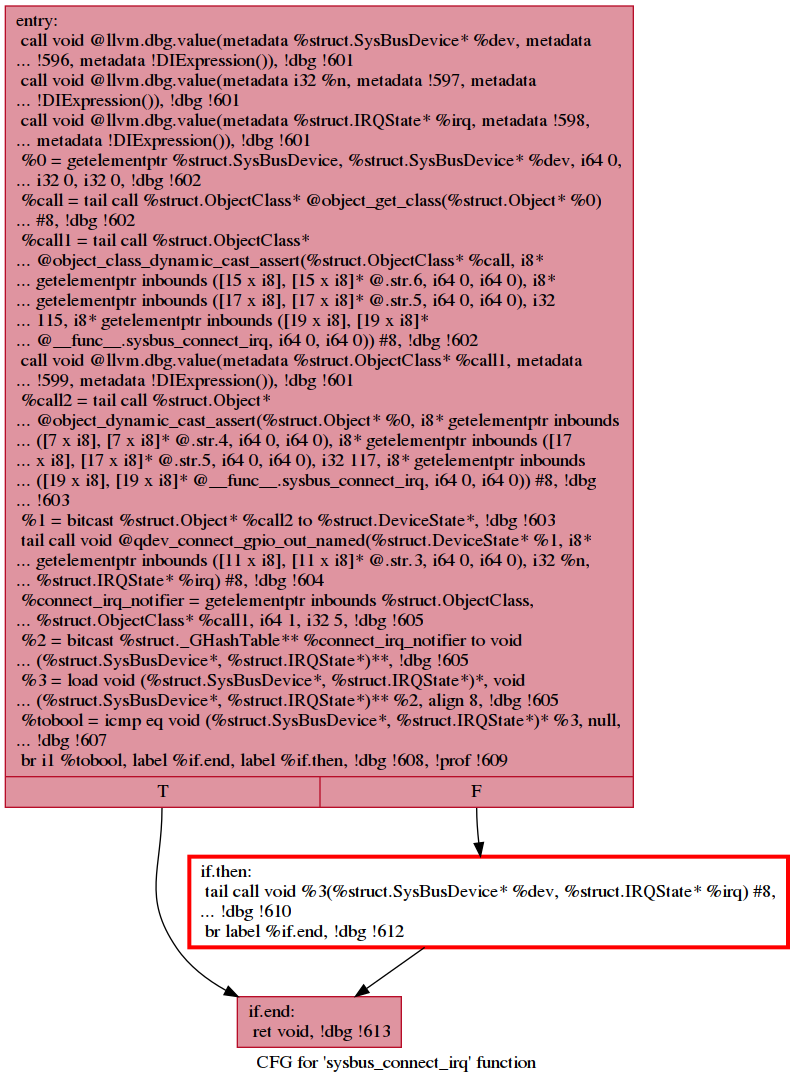 entry:
call void @llvm.dbg.value(metadata %struct.SysBusDevice* %dev, metadata
... !596, metadata !DIExpression()), !dbg !601
call void @llvm.dbg.value(metadata i32 %n, metadata !597, metadata
... !DIExpression()), !dbg !601
call void @llvm.dbg.value(metadata %struct.IRQState* %irq, metadata !598,
... metadata !DIExpression()), !dbg !601
%0 = getelementptr %struct.SysBusDevice, %struct.SysBusDevice* %dev, i64 0,
... i32 0, i32 0, !dbg !602
%call = tail call %struct.ObjectClass* @object_get_class(%struct.Object* %0)
... #8, !dbg !602
%call1 = tail call %struct.ObjectClass*
... @object_class_dynamic_cast_assert(%struct.ObjectClass* %call, i8*
... getelementptr inbounds ([15 x i8], [15 x i8]* @.str.6, i64 0, i64 0), i8*
... getelementptr inbounds ([17 x i8], [17 x i8]* @.str.5, i64 0, i64 0), i32
... 115, i8* getelementptr inbounds ([19 x i8], [19 x i8]*
... @__func__.sysbus_connect_irq, i64 0, i64 0)) #8, !dbg !602
call void @llvm.dbg.value(metadata %struct.ObjectClass* %call1, metadata
... !599, metadata !DIExpression()), !dbg !601
%call2 = tail call %struct.Object*
... @object_dynamic_cast_assert(%struct.Object* %0, i8* getelementptr inbounds
... ([7 x i8], [7 x i8]* @.str.4, i64 0, i64 0), i8* getelementptr inbounds ([17
... x i8], [17 x i8]* @.str.5, i64 0, i64 0), i32 117, i8* getelementptr inbounds
... ([19 x i8], [19 x i8]* @__func__.sysbus_connect_irq, i64 0, i64 0)) #8, !dbg
... !603
%1 = bitcast %struct.Object* %call2 to %struct.DeviceState*, !dbg !603
tail call void @qdev_connect_gpio_out_named(%struct.DeviceState* %1, i8*
... getelementptr inbounds ([11 x i8], [11 x i8]* @.str.3, i64 0, i64 0), i32 %n,
... %struct.IRQState* %irq) #8, !dbg !604
%connect_irq_notifier = getelementptr inbounds %struct.ObjectClass,
... %struct.ObjectClass* %call1, i64 1, i32 5, !dbg !605
%2 = bitcast %struct._GHashTable** %connect_irq_notifier to void
... (%struct.SysBusDevice*, %struct.IRQState*)**, !dbg !605
%3 = load void (%struct.SysBusDevice*, %struct.IRQState*)*, void
... (%struct.SysBusDevice*, %struct.IRQState*)** %2, align 8, !dbg !605
%tobool = icmp eq void (%struct.SysBusDevice*, %struct.IRQState*)* %3, null,
... !dbg !607
br i1 %tobool, label %if.end, label %if.then, !dbg !608, !prof !609
T F
if.then:
tail call void %3(%struct.SysBusDevice* %dev, %struct.IRQState* %irq) #8,
... !dbg !610
br label %if.end, !dbg !612
if.end:
ret void, !dbg !613
CFG for 'sysbus_connect_irq' function